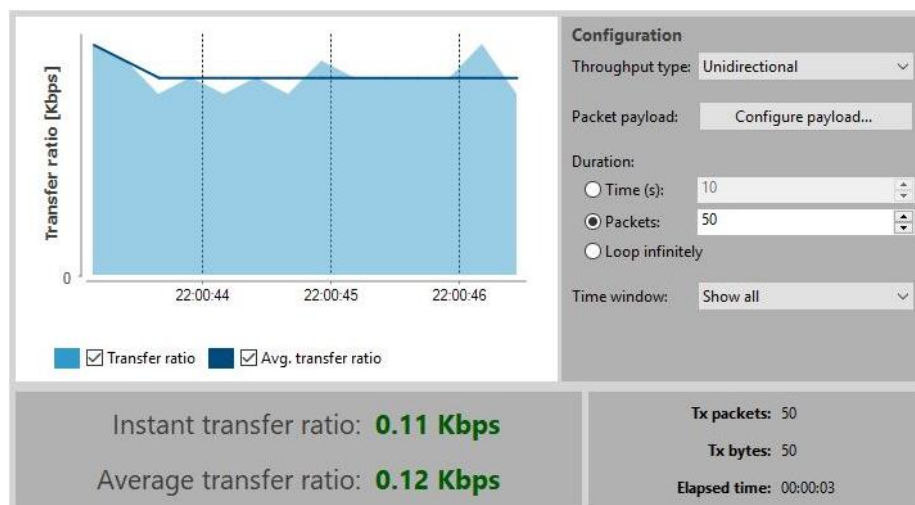 Transfer ratio [Kbps]
0
22:00:44 22:00:45 22:00:46
Transfer ratio Avg. transfer ratio
Configuration
Throughput type: Unidirectional
Packet payload: Configure payload...
Duration:
Time (s): 10
Packets: 50
Loop infinitely
Time window: Show all
Instant transfer ratio: 0.11 Kbps
Average transfer ratio: 0.12 Kbps
Tx packets: 50
Tx bytes: 50
Elapsed time: 00:00:03